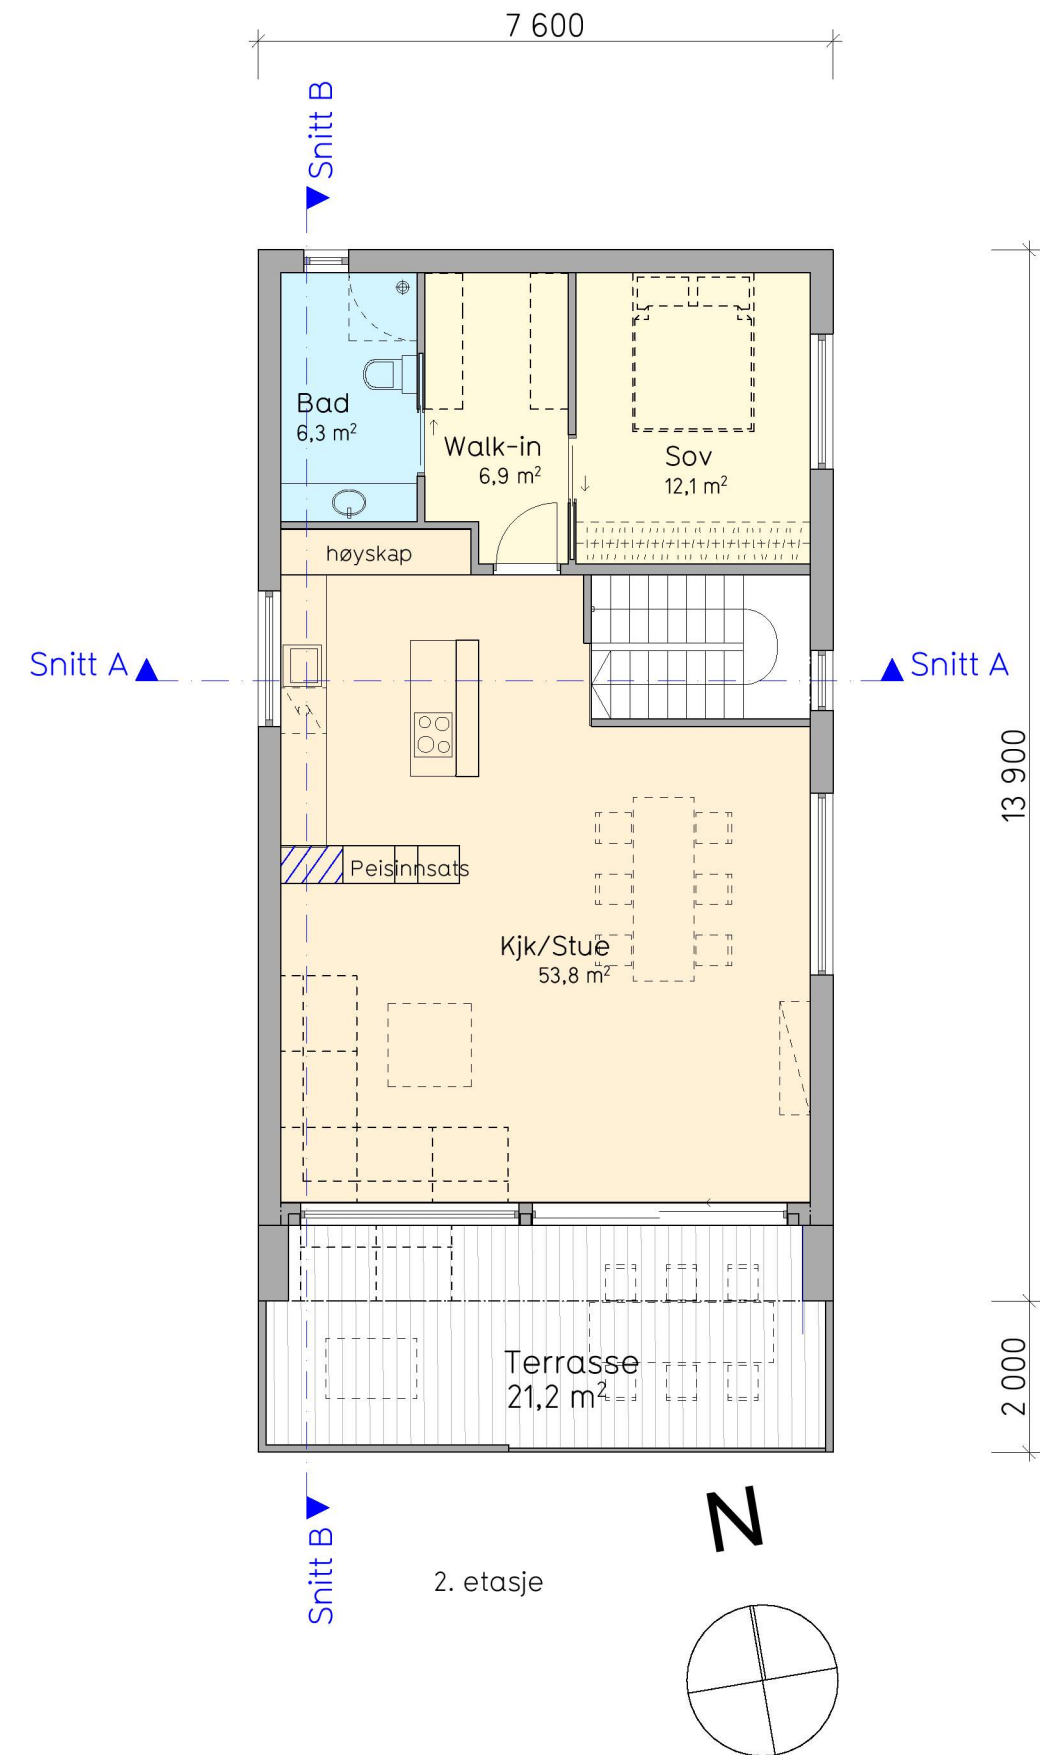 7 600
Snitt B
Bad
6,3 m²
Walk-in
6,9 m²
Sov
12,1 m²
høyskap
Snitt A
Snitt A
13 900
Peisinnsats
Kjk/Stue
53,8 m²
Terrasse
21,2 m²
2 000
N
Snitt B
2. etasje